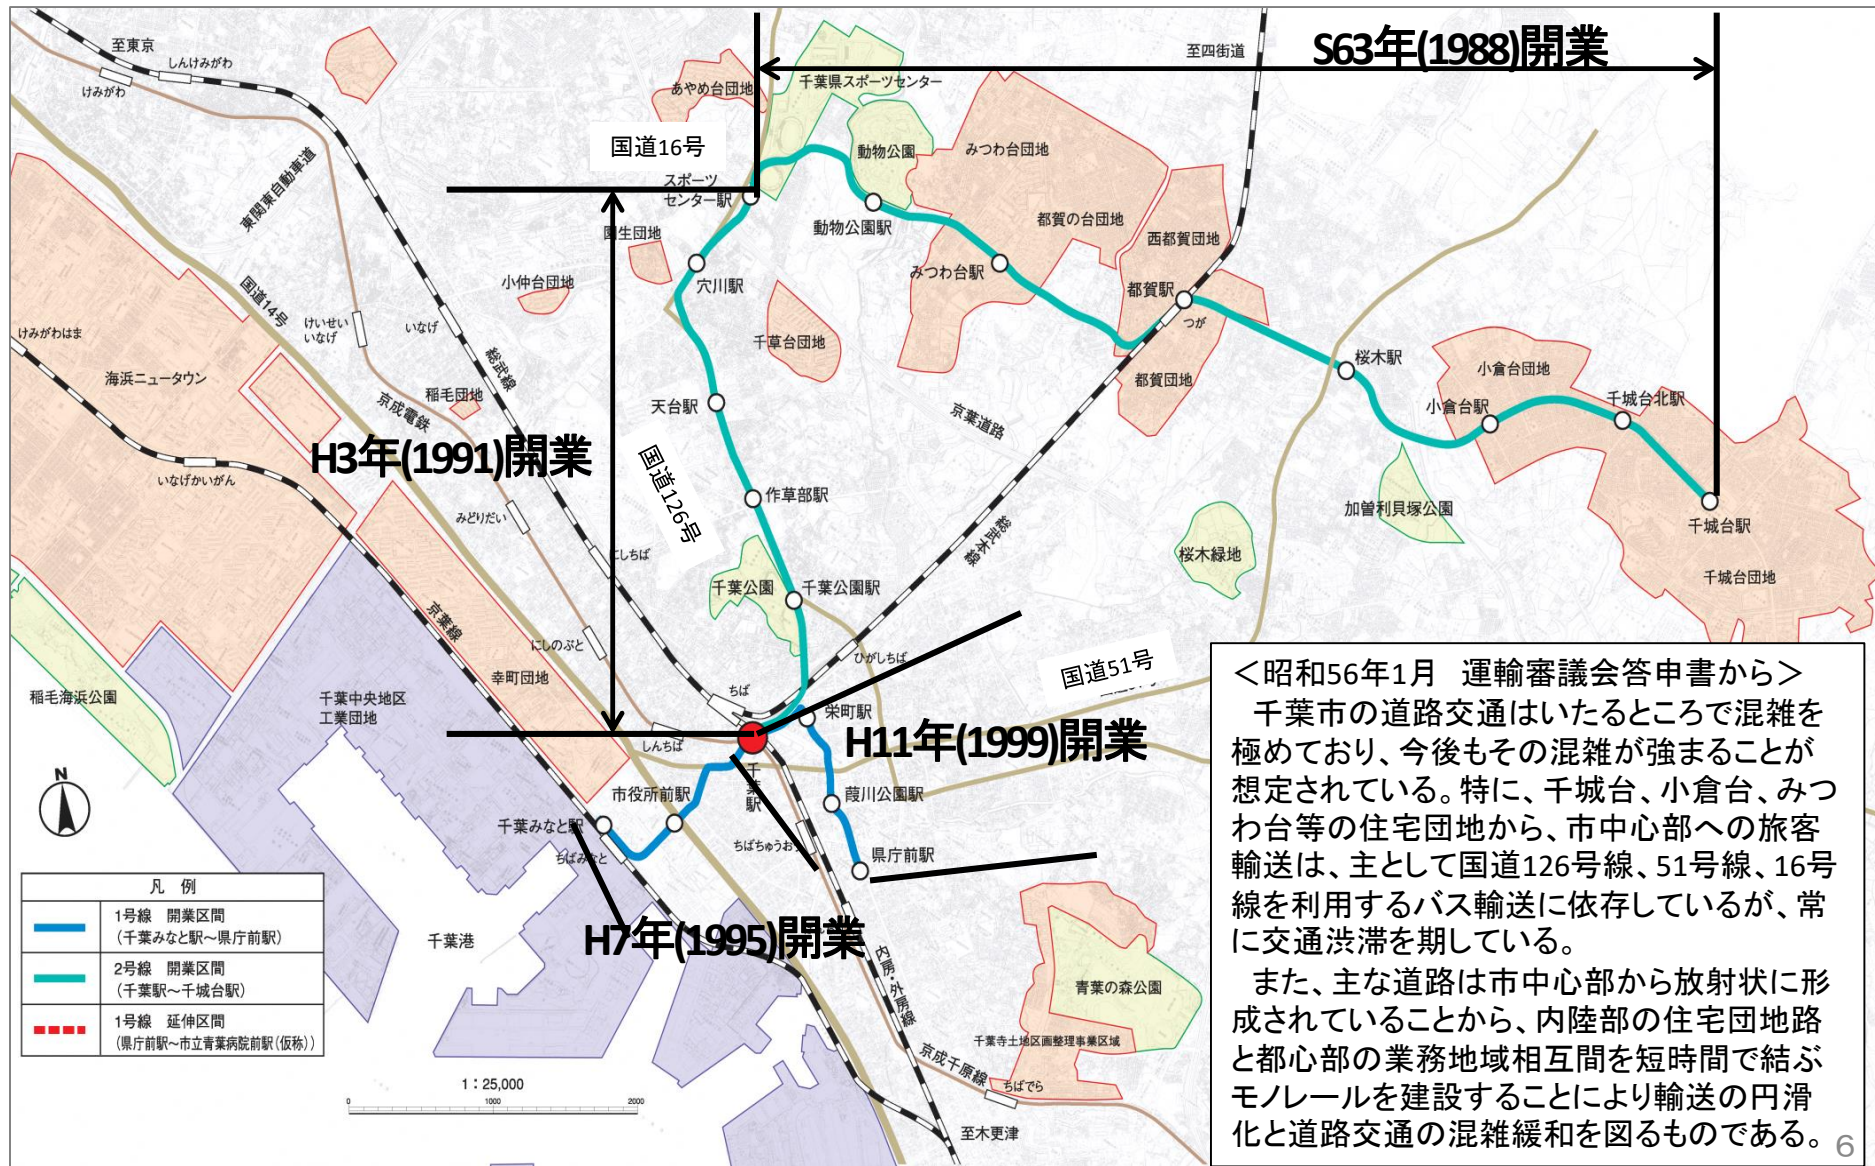 S63年(1988)開業
至東京
しんけみがわ
けみがわ
至四街道
あやめ台団地
千葉県スポーツセンター
国道16号
動物公園
みつわ台団地
スポーツ
センター駅
東関東自動車道
園生団地
動物公園駅
都賀の台団地
西都賀団地
小仲台団地
穴川駅
みつわ台駅
都賀駅
つが
国道14号
けいせい
いなげ
いなげ
けみがわはま
総武線
千草台団地
桜木駅
海浜ニュータウン
稲毛団地
京成電鉄
都賀団地
小倉台団地
千城台北駅
天台駅
京葉道路
小倉台駅
H3年(1991)開業
国道126号
いなげかいがん
作草部駅
みどりだい
加曽利貝塚公園
千城台駅
総武本線
にしちば
桜木緑地
千葉公園
千葉公園駅
千城台団地
京葉線
にしのぶと
ひがしちば
国道51号
稲毛海浜公園
千葉中央地区
工業団地
幸町団地
ちば
栄町駅
しんちば
H11年(1999)開業
千葉駅
市役所前駅
葭川公園駅
千葉みなと駅
ちばみなと
ちばちゅうおう
県庁前駅
N
凡 例
1号線 開業区間
(千葉みなと駅～県庁前駅)
2号線 開業区間
(千葉駅～千城台駅)
1号線 延伸区間
(県庁前駅～市立青葉病院前駅(仮称))
千葉港
H7年(1995)開業
内房・外房線
青葉の森公園
千葉寺土地区画整理事業区域
京成千原線
ちばでら
1：25,000
0 1000 2000
至木更津
＜昭和56年1月 運輸審議会答申書から＞
千葉市の道路交通はいたるところで混雑を
極めており、今後もその混雑が強まることが
想定されている。特に、千城台、小倉台、みつ
わ台等の住宅団地から、市中心部への旅客
輸送は、主として国道126号線、51号線、16号
線を利用するバス輸送に依存しているが、常
に交通渋滞を期している。
また、主な道路は市中心部から放射状に形
成されていることから、内陸部の住宅団地路
と都心部の業務地域相互間を短時間で結ぶ
モノレールを建設することにより輸送の円滑
化と道路交通の混雑緩和を図るものである。
6